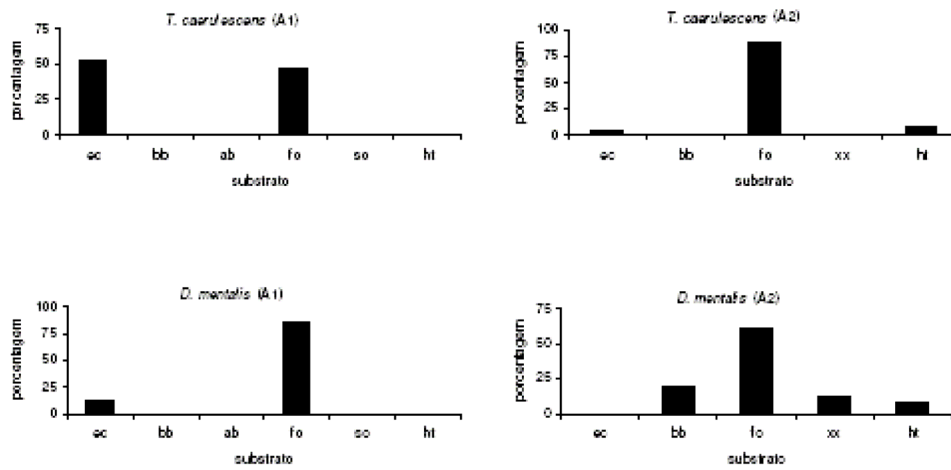 T. caerulescens (A1)
75
50
25
0
porcentagem
ec bb ab fo so ht
substrato
T. caerulescens (A2)
100
75
50
25
0
porcentagem
ec bb fo xx ht
substrato
D. mentalis (A1)
100
75
50
25
0
porcentagem
ec bb ab fo so ht
substrato
D. mentalis (A2)
75
50
25
0
porcentagem
ec bb fo xx ht
substrato